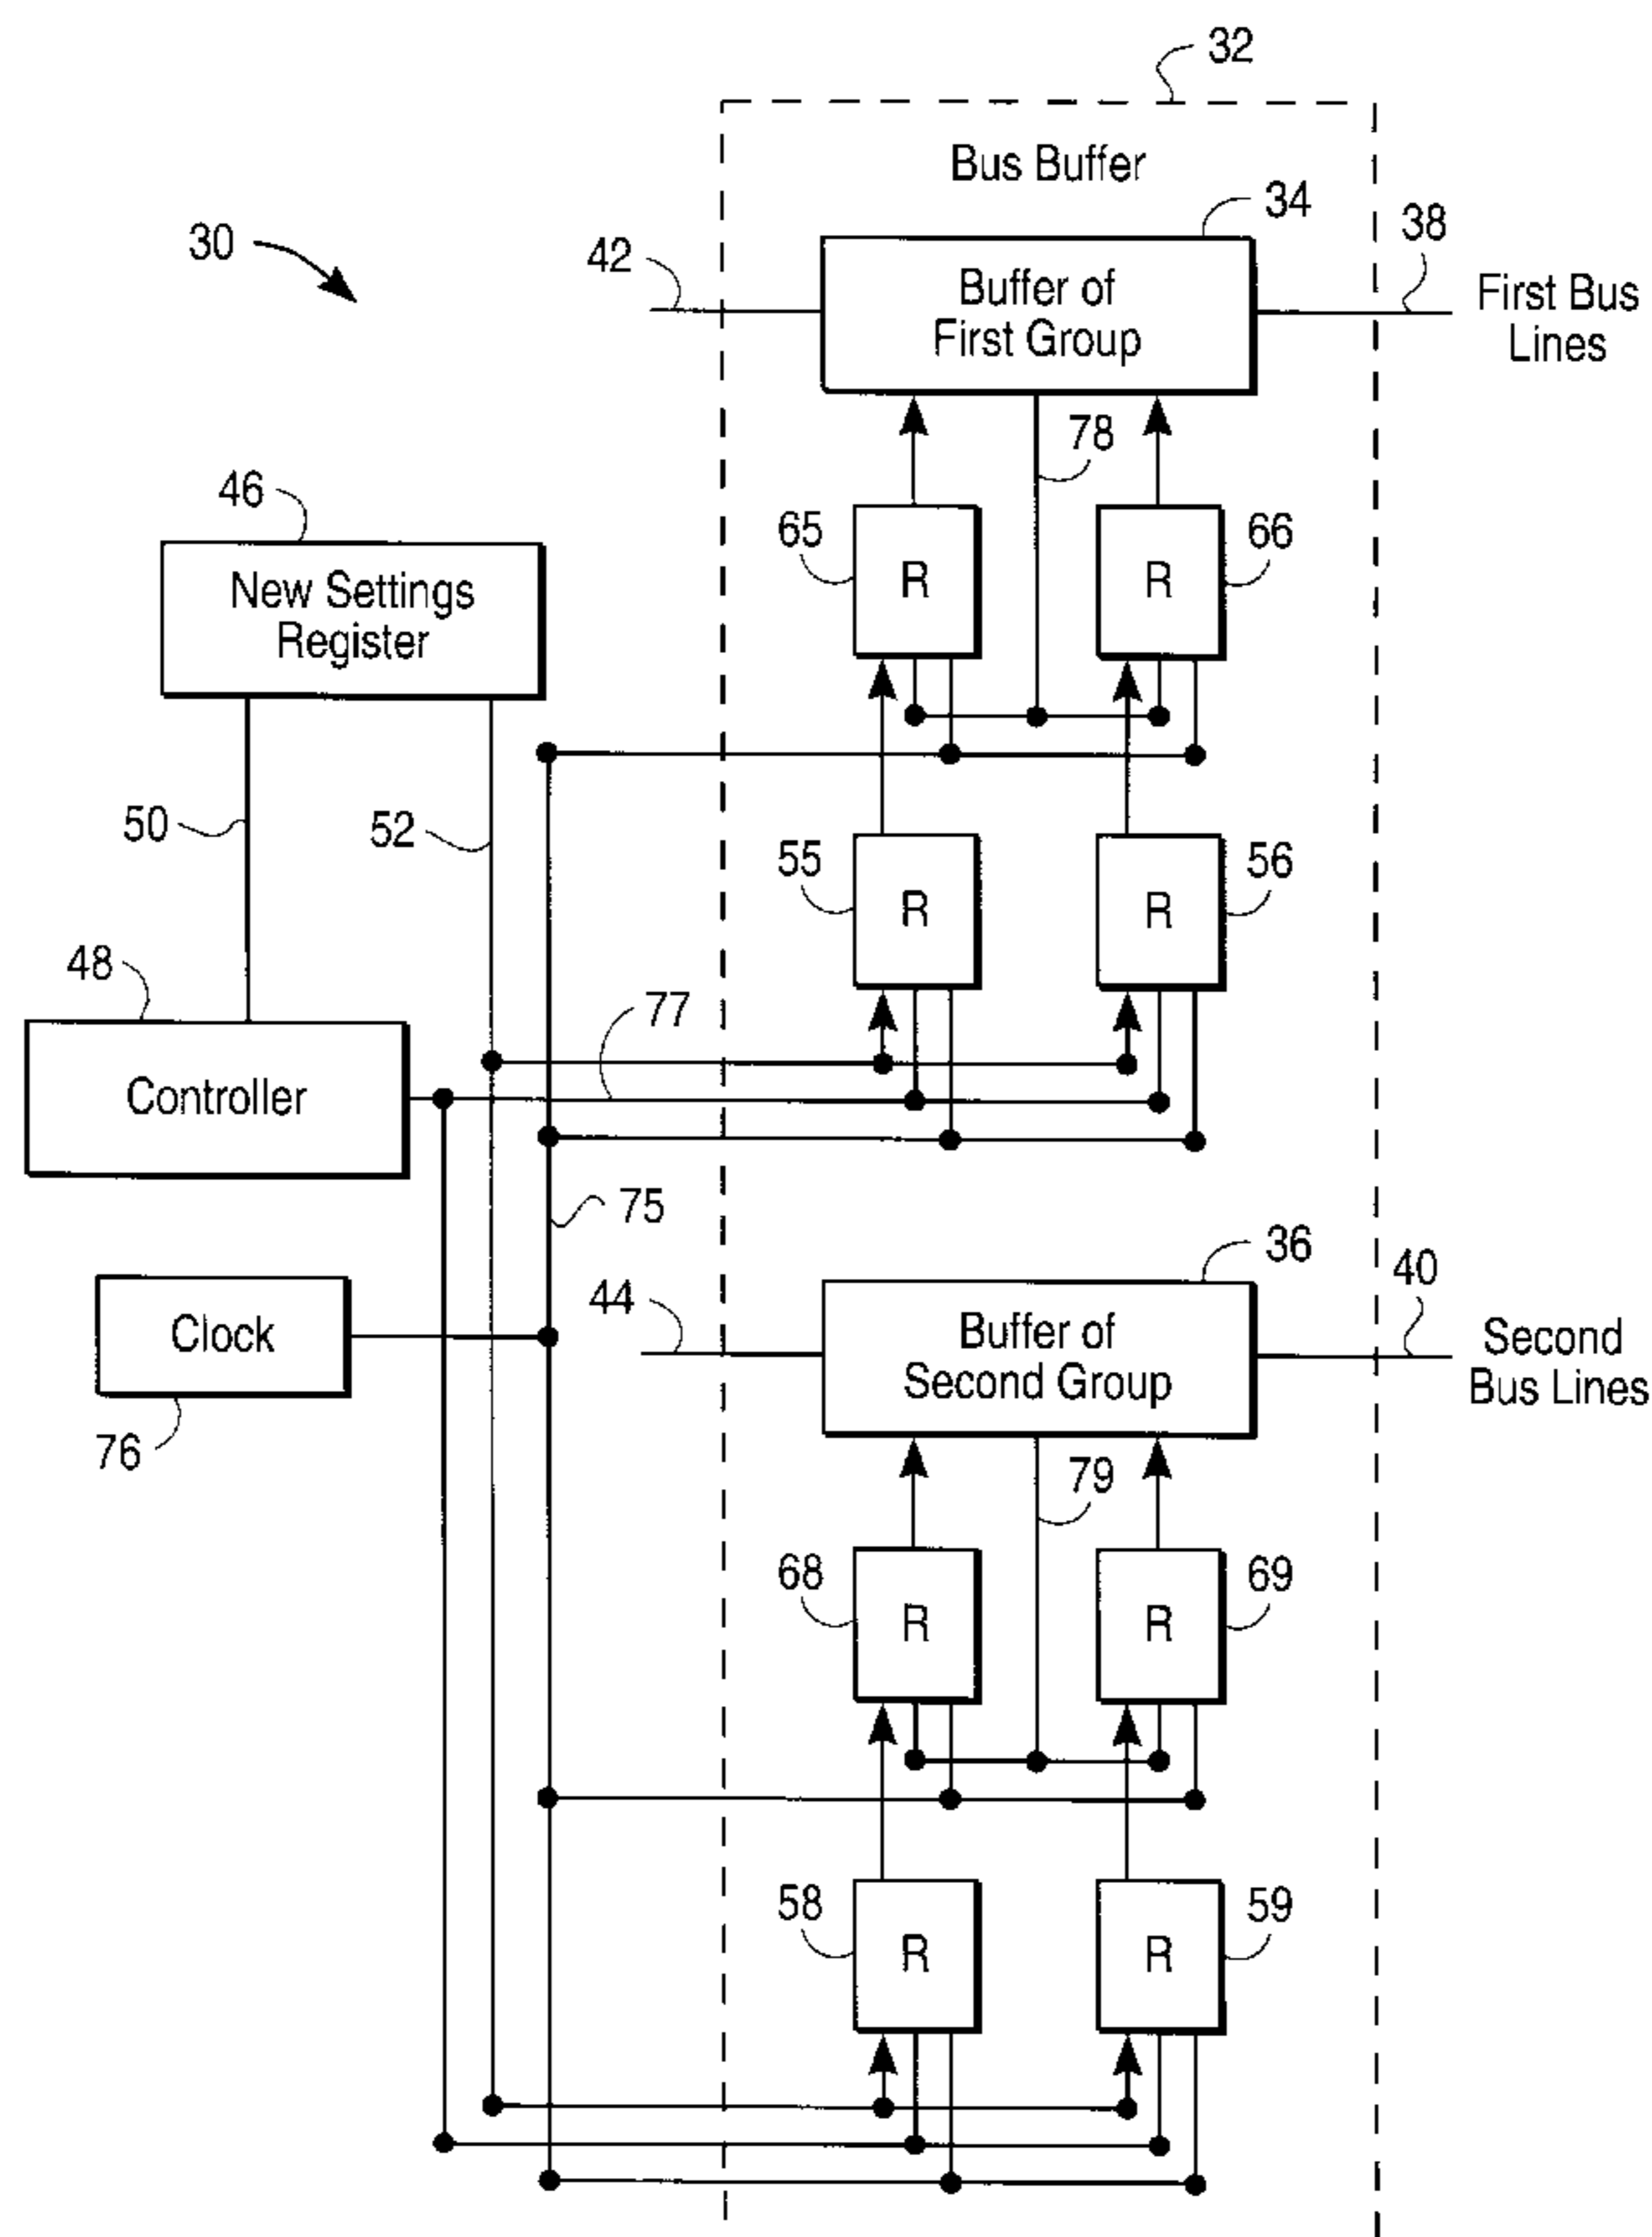 32
Bus Buffer
34
30
42
38
Buffer of
First Group
First Bus
Lines
78
46
65
66
New Settings
Register
R
R
50
52
55
56
R
R
48
77
Controller
75
36
44
40
Clock
Buffer of
Second Group
Second
Bus Lines
76
79
68
69
R
R
58
59
R
R